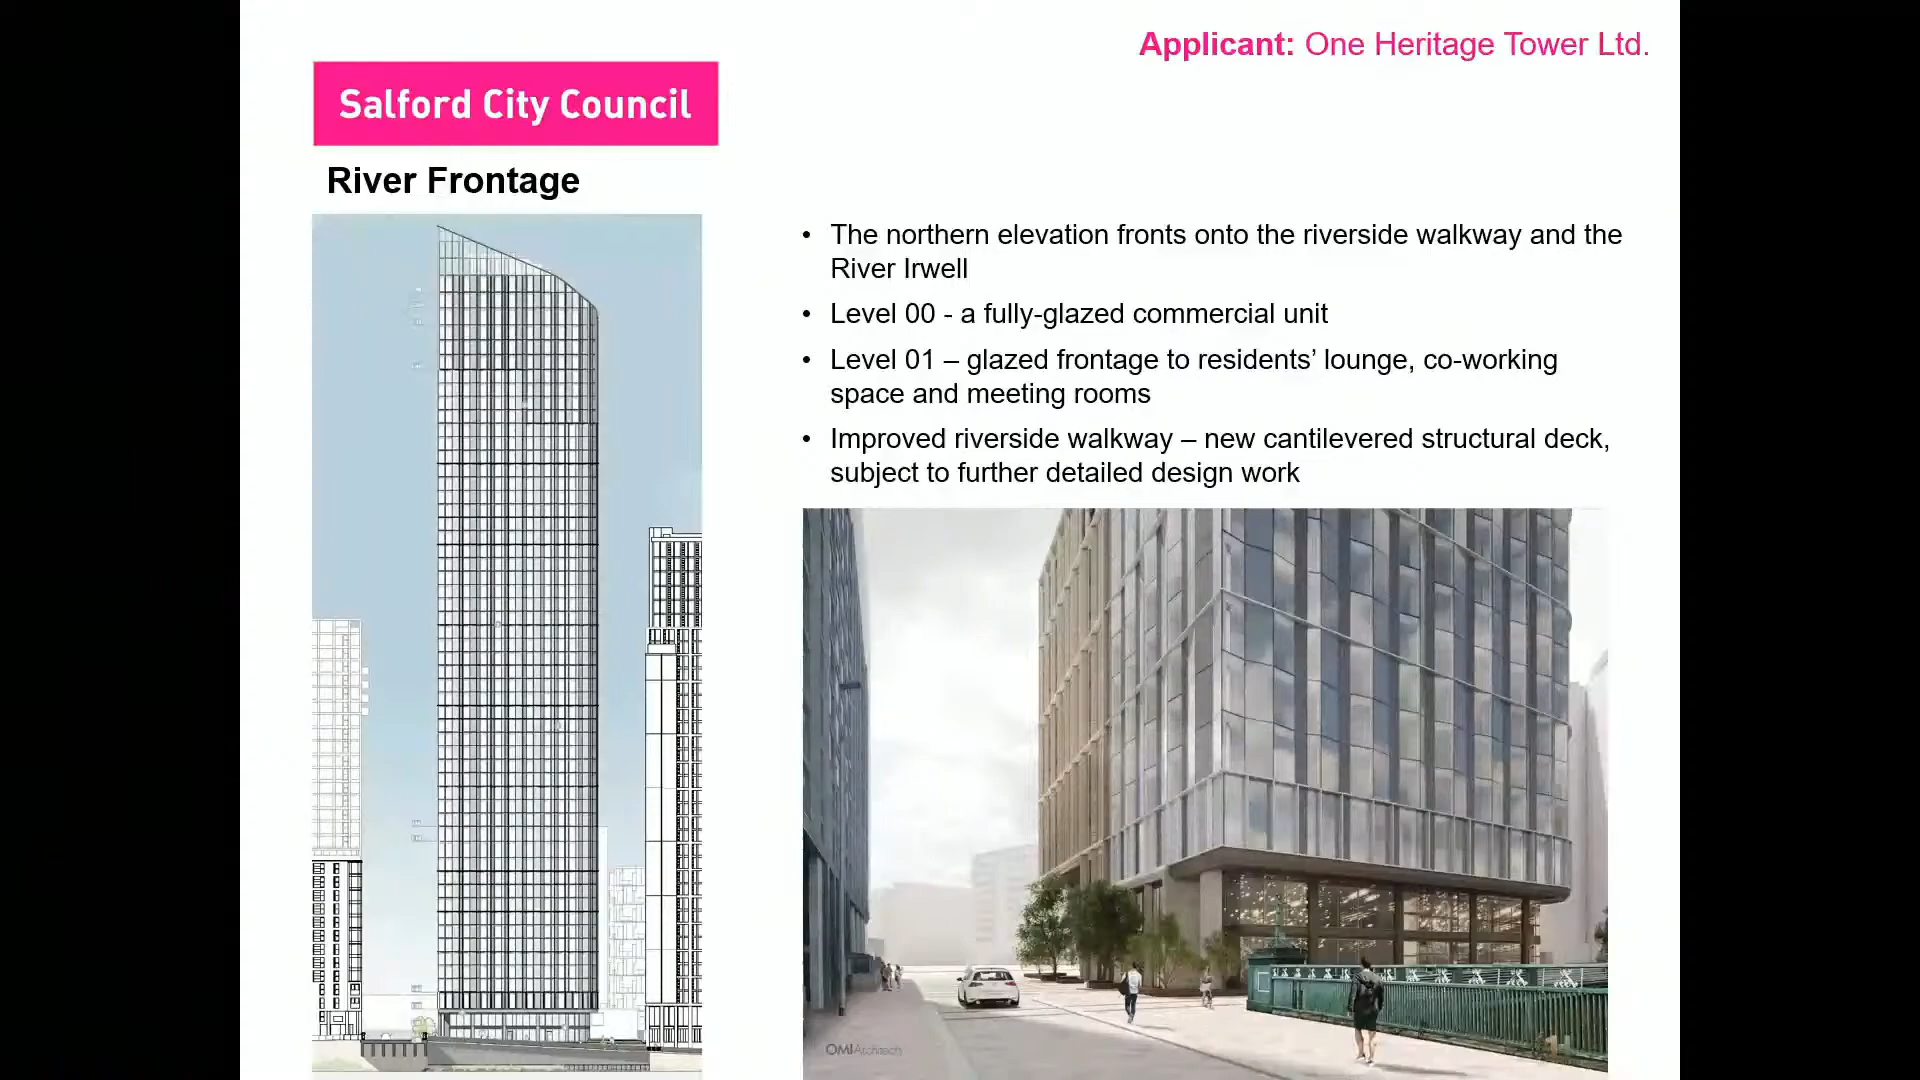 Applicant: One Heritage Tower Ltd.
Salford City Council
River Frontage
• The northern elevation fronts onto the riverside walkway and the
River Irwell
• Level 00 - a fully-glazed commercial unit
• Level 01 – glazed frontage to residents’ lounge, co-working
space and meeting rooms
• Improved riverside walkway – new cantilevered structural deck,
subject to further detailed design work
OMIArchitects